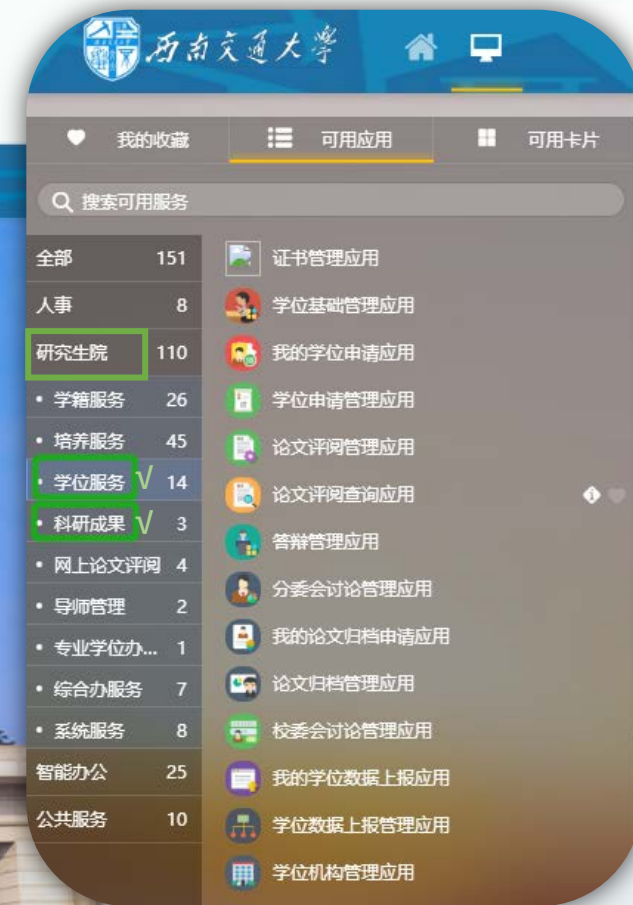 西南交通大学
我的收藏 可用应用 可用卡片
搜索可用服务
全部 151
人事 8
研究生院 110
• 学籍服务 26
• 培养服务 45
• 学位服务 √ 14
• 科研成果 √ 3
• 网上论文评阅 4
• 导师管理 2
• 专业学位办... 1
• 综合办服务 7
• 系统服务 8
智能办公 25
公共服务 10
证书管理应用
学位基础管理应用
我的学位申请应用
学位申请管理应用
论文评阅管理应用
论文评阅查询应用
答辩管理应用
分委会讨论管理应用
我的论文归档申请应用
论文归档管理应用
校委会讨论管理应用
我的学位数据上报应用
学位数据上报管理应用
学位机构管理应用